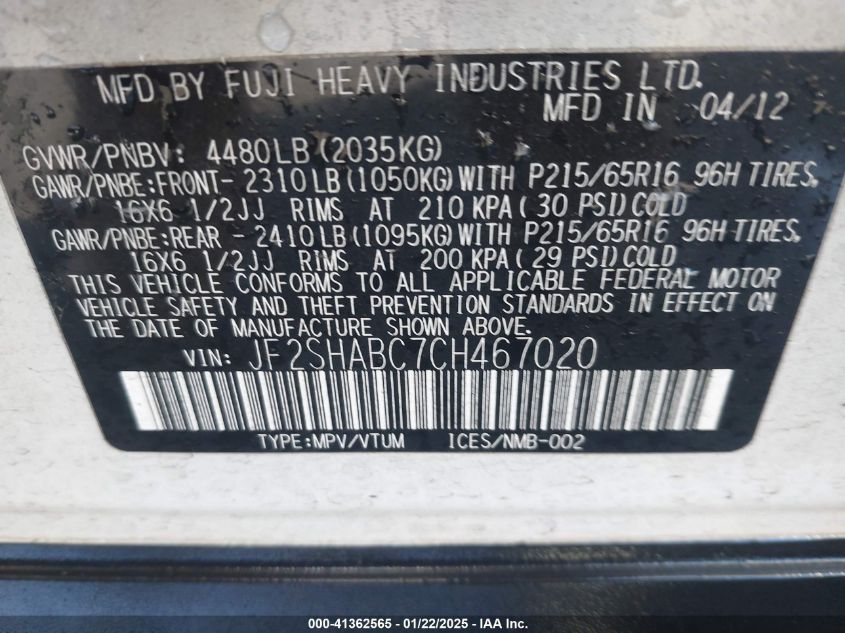 MFD BY FUJI HEAVY INDUSTRIES LTD.
MFD IN 04/12
GVWR/PNBV: 4480LB(2035KG)
GAWR/PNBE:FRONT-2310LB(1050KG)WITH P215/65R16 96H TIRES,
16X6 1/2JJ RIMS AT 210 KPA(30 PSI)COLD
GAWR/PNBE:REAR -2410LB(1095KG)WITH P215/65R16 96H TIRES,
16X6 1/2JJ RIMS AT 200 KPA(29 PSI)COLD
THIS VEHICLE CONFORMS TO ALL APPLICABLE FEDERAL MOTOR
VEHICLE SAFETY AND THEFT PREVENTION STANDARDS IN EFFECT ON
THE DATE OF MANUFACTURE SHOWN ABOVE.
VIN: JF2SHABC7CH467020
TYPE:MPV/VTUM ICES/NMB-002
000-41362565 - 01/22/2025 - IAA, Inc.